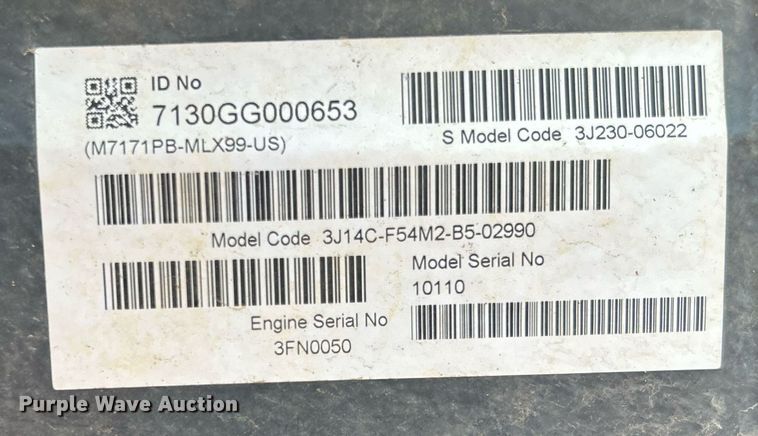 ID No
7130GG000653
(M7171PB-MLX99-US)
S Model Code 3J230-06022
Model Code 3J14C-F54M2-B5-02990
Model Serial No
10110
Engine Serial No
3FN0050
Purple Wave Auction